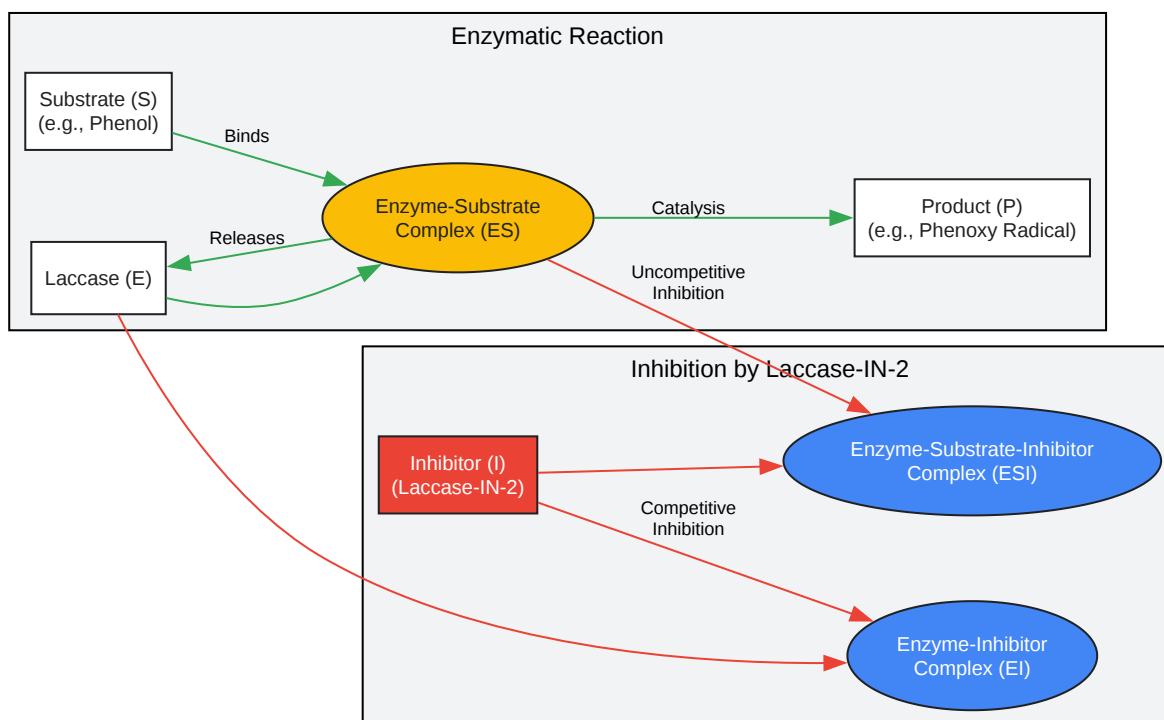 Enzymatic Reaction
Substrate (S)
(e.g., Phenol)
Binds
Enzyme-Substrate
Complex (ES)
Catalysis
Product (P)
(e.g., Phenoxy Radical)
Releases
Laccase (E)
Uncompetitive
Inhibition
Inhibition by Laccase-IN-2
Inhibitor (I)
(Laccase-IN-2)
Enzyme-Substrate-Inhibitor
Complex (ESI)
Competitive
Inhibition
Enzyme-Inhibitor
Complex (EI)